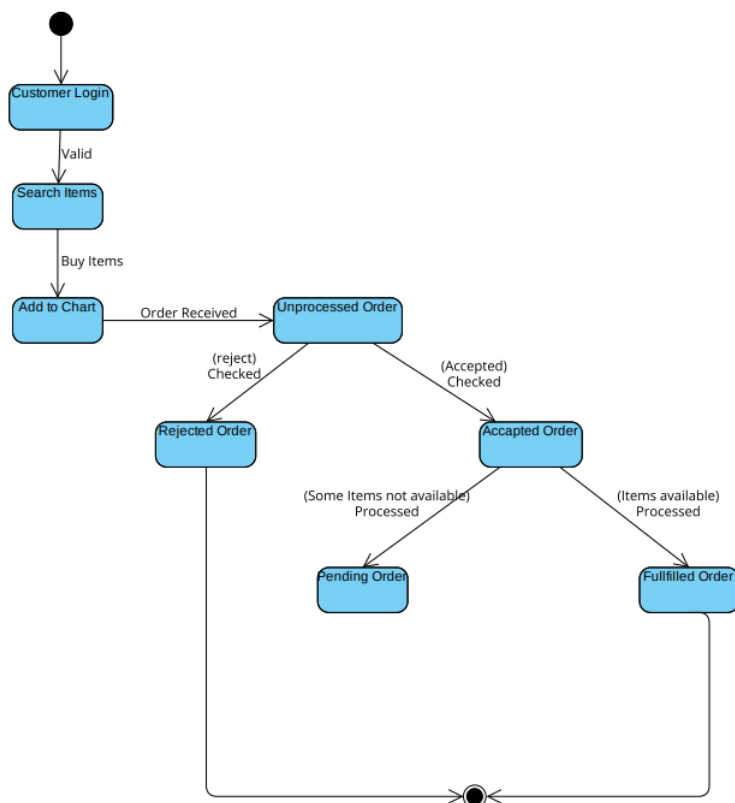 Customer Login
Valid
Search Items
Buy Items
Add to Chart
Order Received
Unprocessed Order
(reject)
Checked
(Accepted)
Checked
Rejected Order
Accapted Order
(Some Items not available)
Processed
(Items available)
Processed
Pending Order
Fullfilled Order